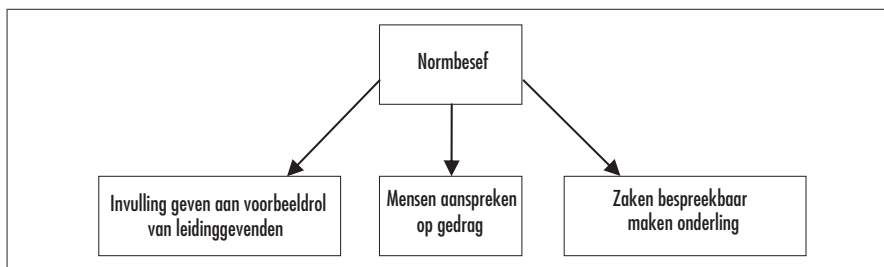 Normbesef
Invulling geven aan voorbeeldrol
van leidinggevenden
Mensen aanspreken
op gedrag
Zaken bespreekbaar
maken onderling